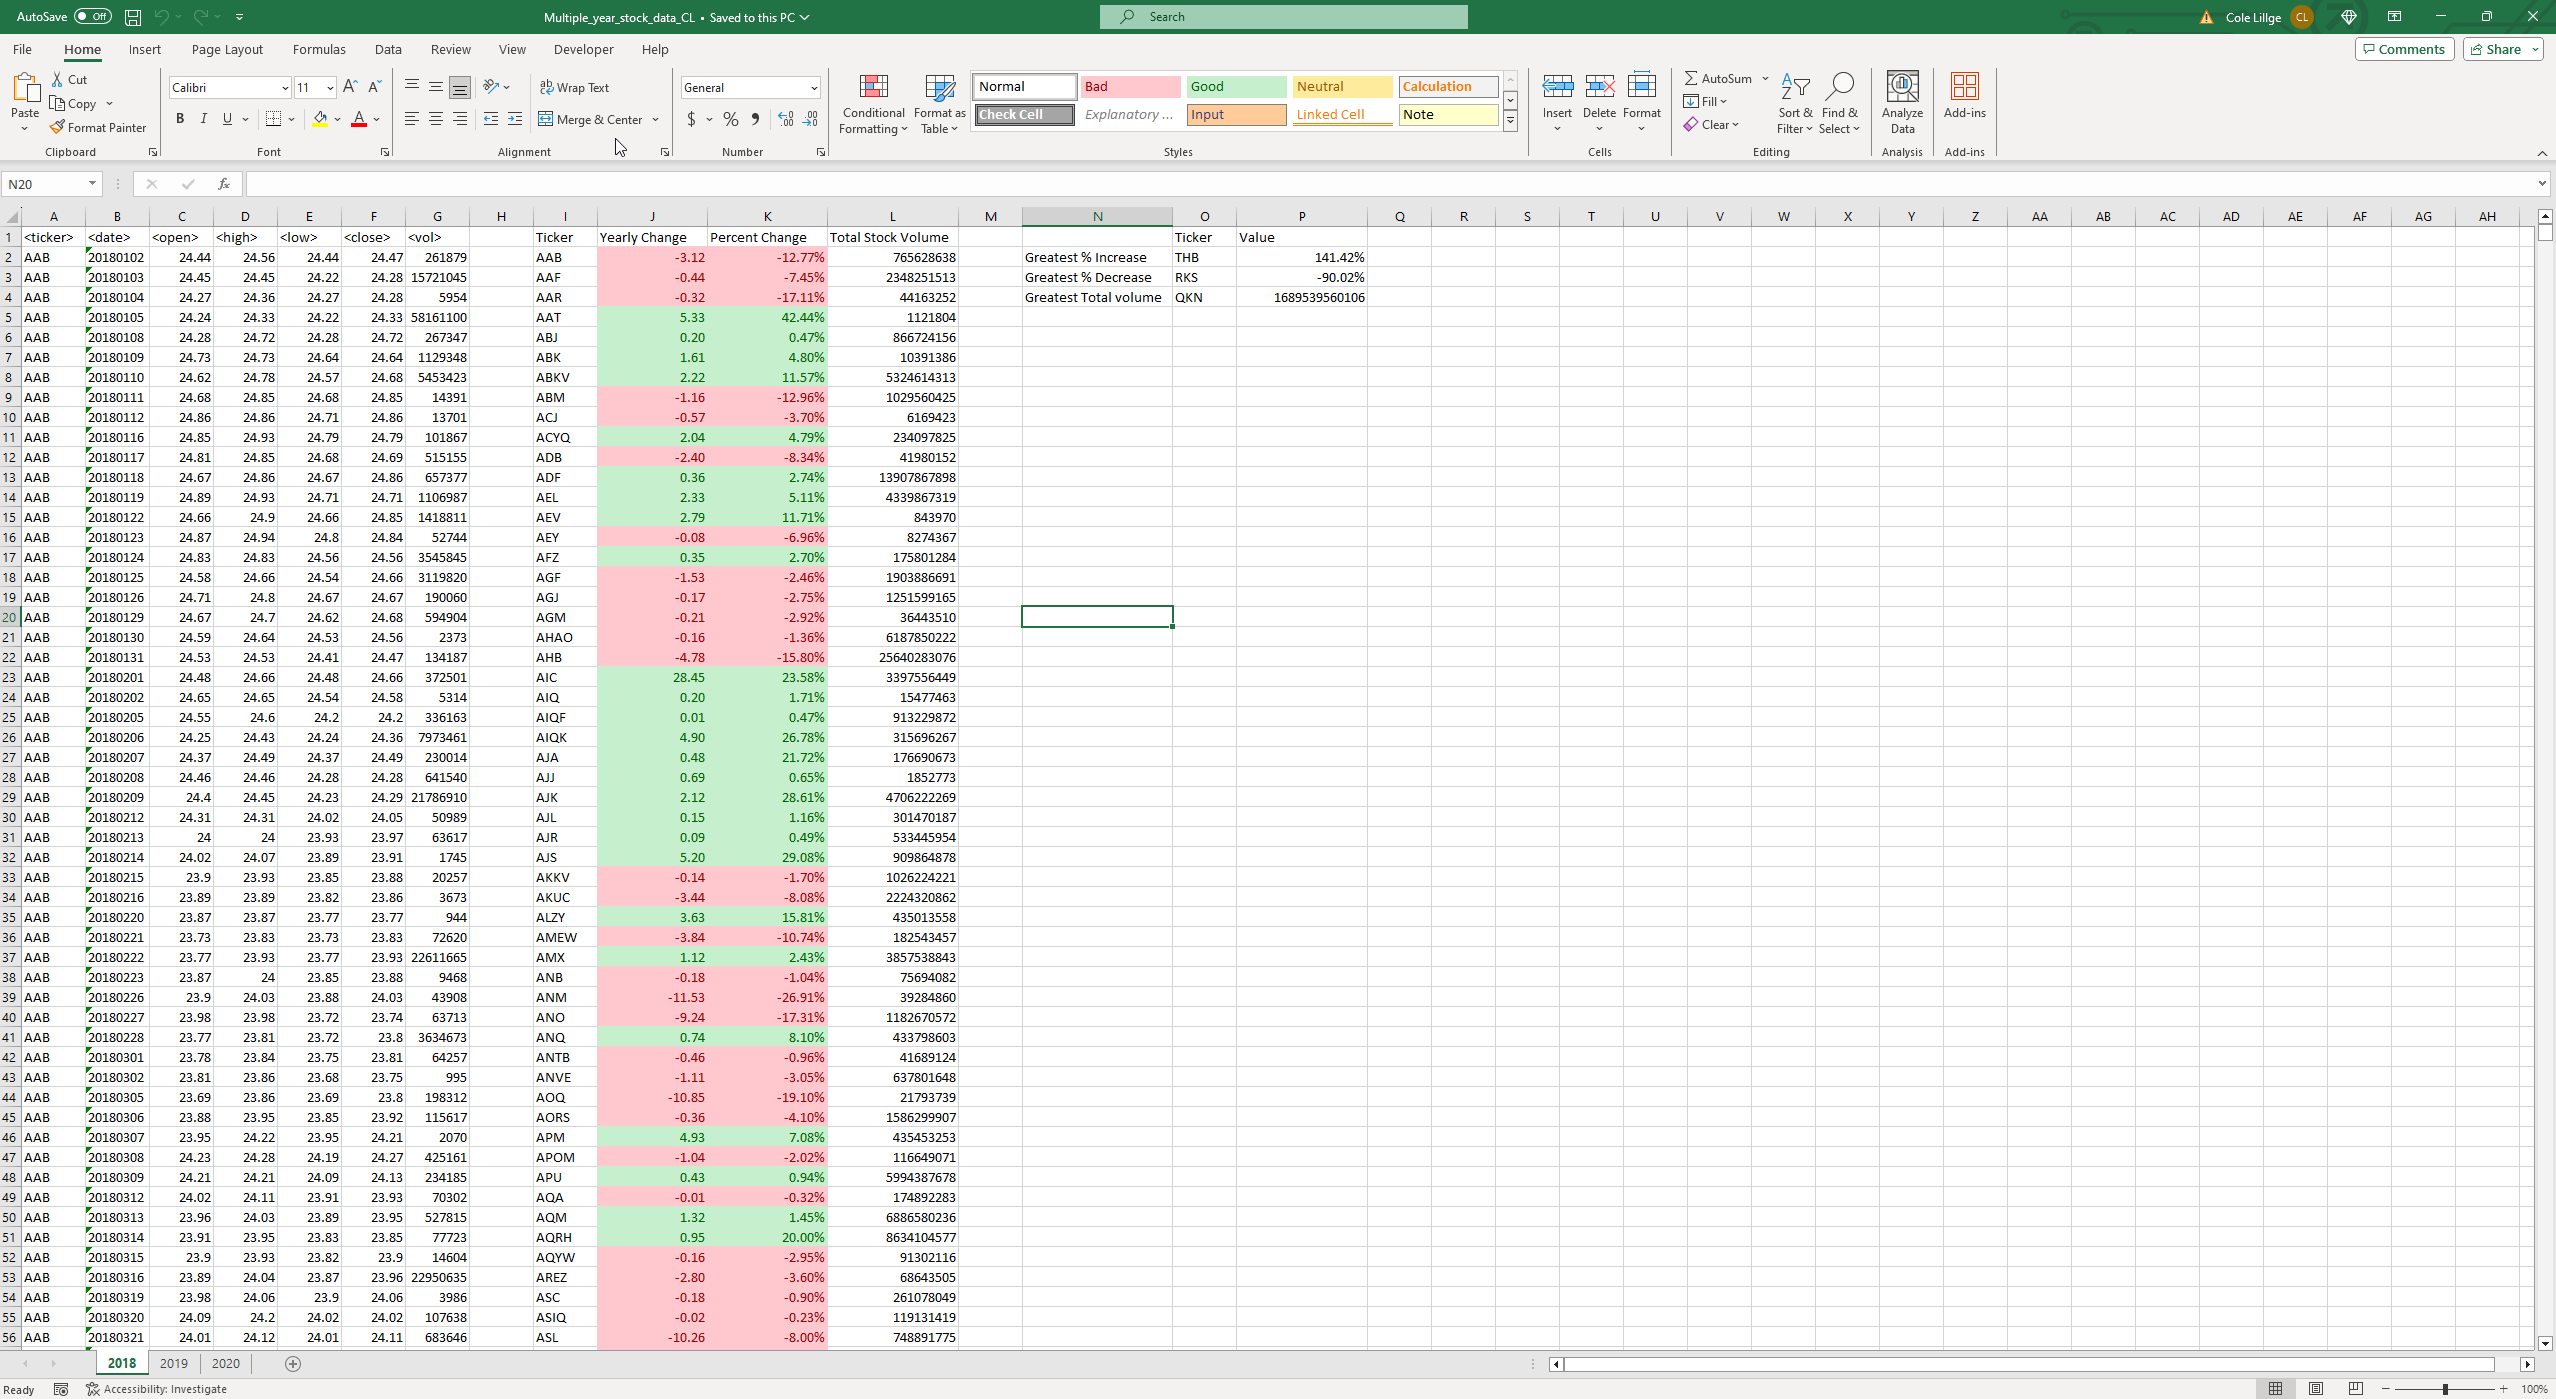 AutoSave Off Multiple_year_stock_data_CL • Saved to this PC Search Cole Lillge CL
File Home Insert Page Layout Formulas Data Review View Developer Help Comments Share
Cut Calibri 11 Wrap Text General Normal Bad Good Neutral Calculation AutoSum
Paste Copy Conditional Formatting Format as Table Insert Delete Format Fill Sort & Filter Find & Select Analyze Data Add-ins
Format Painter B I U Merge & Center $ % Check Cell Explanatory ... Input Linked Cell Note Clear
Clipboard Font Alignment Number Styles Cells Editing Analysis Add-ins
N20 fx
A B C D E F G H I J K L M N O P Q R S T U V W X Y Z AA AB AC AD AE AF AG AH
1 <ticker> <date> <open> <high> <low> <close> <vol> Ticker Yearly Change Percent Change Total Stock Volume Ticker Value
2 AAB 20180102 24.44 24.56 24.44 24.47 261879 AAB -3.12 -12.77% 765628638 Greatest % Increase THB 141.42%
3 AAB 20180103 24.45 24.45 24.22 24.28 15721045 AAF -0.44 -7.45% 2348251513 Greatest % Decrease RKS -90.02%
4 AAB 20180104 24.27 24.36 24.27 24.28 5954 AAR -0.32 -17.11% 44163252 Greatest Total volume QKN 1689539560106
5 AAB 20180105 24.24 24.33 24.22 24.33 58161100 AAT 5.33 42.44% 1121804
6 AAB 20180108 24.28 24.72 24.28 24.72 267347 ABJ 0.20 0.47% 866724156
7 AAB 20180109 24.73 24.73 24.64 24.64 1129348 ABK 1.61 4.80% 10391386
8 AAB 20180110 24.62 24.78 24.57 24.68 5453423 ABKV 2.22 11.57% 5324614313
9 AAB 20180111 24.68 24.85 24.68 24.85 14391 ABM -1.16 -12.96% 1029560425
10 AAB 20180112 24.86 24.86 24.71 24.86 13701 ACJ -0.57 -3.70% 6169423
11 AAB 20180116 24.85 24.93 24.79 24.79 101867 ACYQ 2.04 4.79% 234097825
12 AAB 20180117 24.81 24.85 24.68 24.69 515155 ADB -2.40 -8.34% 41980152
13 AAB 20180118 24.67 24.86 24.67 24.86 657377 ADF 0.36 2.74% 13907867898
14 AAB 20180119 24.89 24.93 24.71 24.71 1106987 AEL 2.33 5.11% 4339867319
15 AAB 20180122 24.66 24.9 24.66 24.85 1418811 AEV 2.79 11.71% 843970
16 AAB 20180123 24.87 24.94 24.8 24.84 52744 AEY -0.08 -6.96% 8274367
17 AAB 20180124 24.83 24.83 24.56 24.56 3545845 AFZ 0.35 2.70% 175801284
18 AAB 20180125 24.58 24.66 24.54 24.66 3119820 AGF -1.53 -2.46% 1903886691
19 AAB 20180126 24.71 24.8 24.67 24.67 190060 AGJ -0.17 -2.75% 1251599165
20 AAB 20180129 24.67 24.7 24.62 24.68 594904 AGM -0.21 -2.92% 36443510
21 AAB 20180130 24.59 24.64 24.53 24.56 2373 AHAO -0.16 -1.36% 6187850222
22 AAB 20180131 24.53 24.53 24.41 24.47 134187 AHB -4.78 -15.80% 25640283076
23 AAB 20180201 24.48 24.66 24.48 24.66 372501 AIC 28.45 23.58% 3397556449
24 AAB 20180202 24.65 24.65 24.54 24.58 5314 AIQ 0.20 1.71% 15477463
25 AAB 20180205 24.55 24.6 24.2 24.2 336163 AIQF 0.01 0.47% 913229872
26 AAB 20180206 24.25 24.43 24.24 24.36 7973461 AIQK 4.90 26.78% 315696267
27 AAB 20180207 24.37 24.49 24.37 24.49 230014 AJA 0.48 21.72% 176690673
28 AAB 20180208 24.46 24.46 24.28 24.28 641540 AJJ 0.69 0.65% 1852773
29 AAB 20180209 24.4 24.45 24.23 24.29 21786910 AJK 2.12 28.61% 4706222269
30 AAB 20180212 24.31 24.31 24.02 24.05 50989 AJL 0.15 1.16% 301470187
31 AAB 20180213 24 24 23.93 23.97 63617 AJR 0.09 0.49% 533445954
32 AAB 20180214 24.02 24.07 23.89 23.91 1745 AJS 5.20 29.08% 909864878
33 AAB 20180215 23.9 23.93 23.85 23.88 20257 AKKV -0.14 -1.70% 1026224221
34 AAB 20180216 23.89 23.89 23.82 23.86 3673 AKUC -3.44 -8.08% 2224320862
35 AAB 20180220 23.87 23.87 23.77 23.77 944 ALZY 3.63 15.81% 435013558
36 AAB 20180221 23.73 23.83 23.73 23.83 72620 AMEW -3.84 -10.74% 182543457
37 AAB 20180222 23.77 23.93 23.77 23.93 22611665 AMX 1.12 2.43% 3857538843
38 AAB 20180223 23.87 24 23.85 23.88 9468 ANB -0.18 -1.04% 75694082
39 AAB 20180226 23.9 24.03 23.88 24.03 43908 ANM -11.53 -26.91% 39284860
40 AAB 20180227 23.98 23.98 23.72 23.74 63713 ANO -9.24 -17.31% 1182670572
41 AAB 20180228 23.77 23.81 23.72 23.8 3634673 ANQ 0.74 8.10% 433798603
42 AAB 20180301 23.78 23.84 23.75 23.81 64257 ANTB -0.46 -0.96% 41689124
43 AAB 20180302 23.81 23.86 23.68 23.75 995 ANVE -1.11 -3.05% 637801648
44 AAB 20180305 23.69 23.86 23.69 23.8 198312 AOQ -10.85 -19.10% 21793739
45 AAB 20180306 23.88 23.95 23.85 23.92 115617 AORS -0.36 -4.10% 1586299907
46 AAB 20180307 23.95 24.22 23.95 24.21 2070 APM 4.93 7.08% 435453253
47 AAB 20180308 24.23 24.28 24.19 24.27 425161 APOM -1.04 -2.02% 116649071
48 AAB 20180309 24.21 24.21 24.09 24.13 234185 APU 0.43 0.94% 5994387678
49 AAB 20180312 24.02 24.11 23.91 23.93 70302 AQA -0.01 -0.32% 174892283
50 AAB 20180313 23.96 24.03 23.89 23.95 527815 AQM 1.32 1.45% 6886580236
51 AAB 20180314 23.91 23.95 23.83 23.85 77723 AQRH 0.95 20.00% 8634104577
52 AAB 20180315 23.9 23.93 23.82 23.9 14604 AQYW -0.16 -2.95% 91302116
53 AAB 20180316 23.89 24.04 23.87 23.96 22950635 AREZ -2.80 -3.60% 68643505
54 AAB 20180319 23.98 24.06 23.9 24.06 3986 ASC -0.18 -0.90% 261078049
55 AAB 20180320 24.09 24.2 24.02 24.02 107638 ASIQ -0.02 -0.23% 119131419
56 AAB 20180321 24.01 24.12 24.01 24.11 683646 ASL -10.26 -8.00% 748891775
2018 2019 2020
Ready Accessibility: Investigate 100%